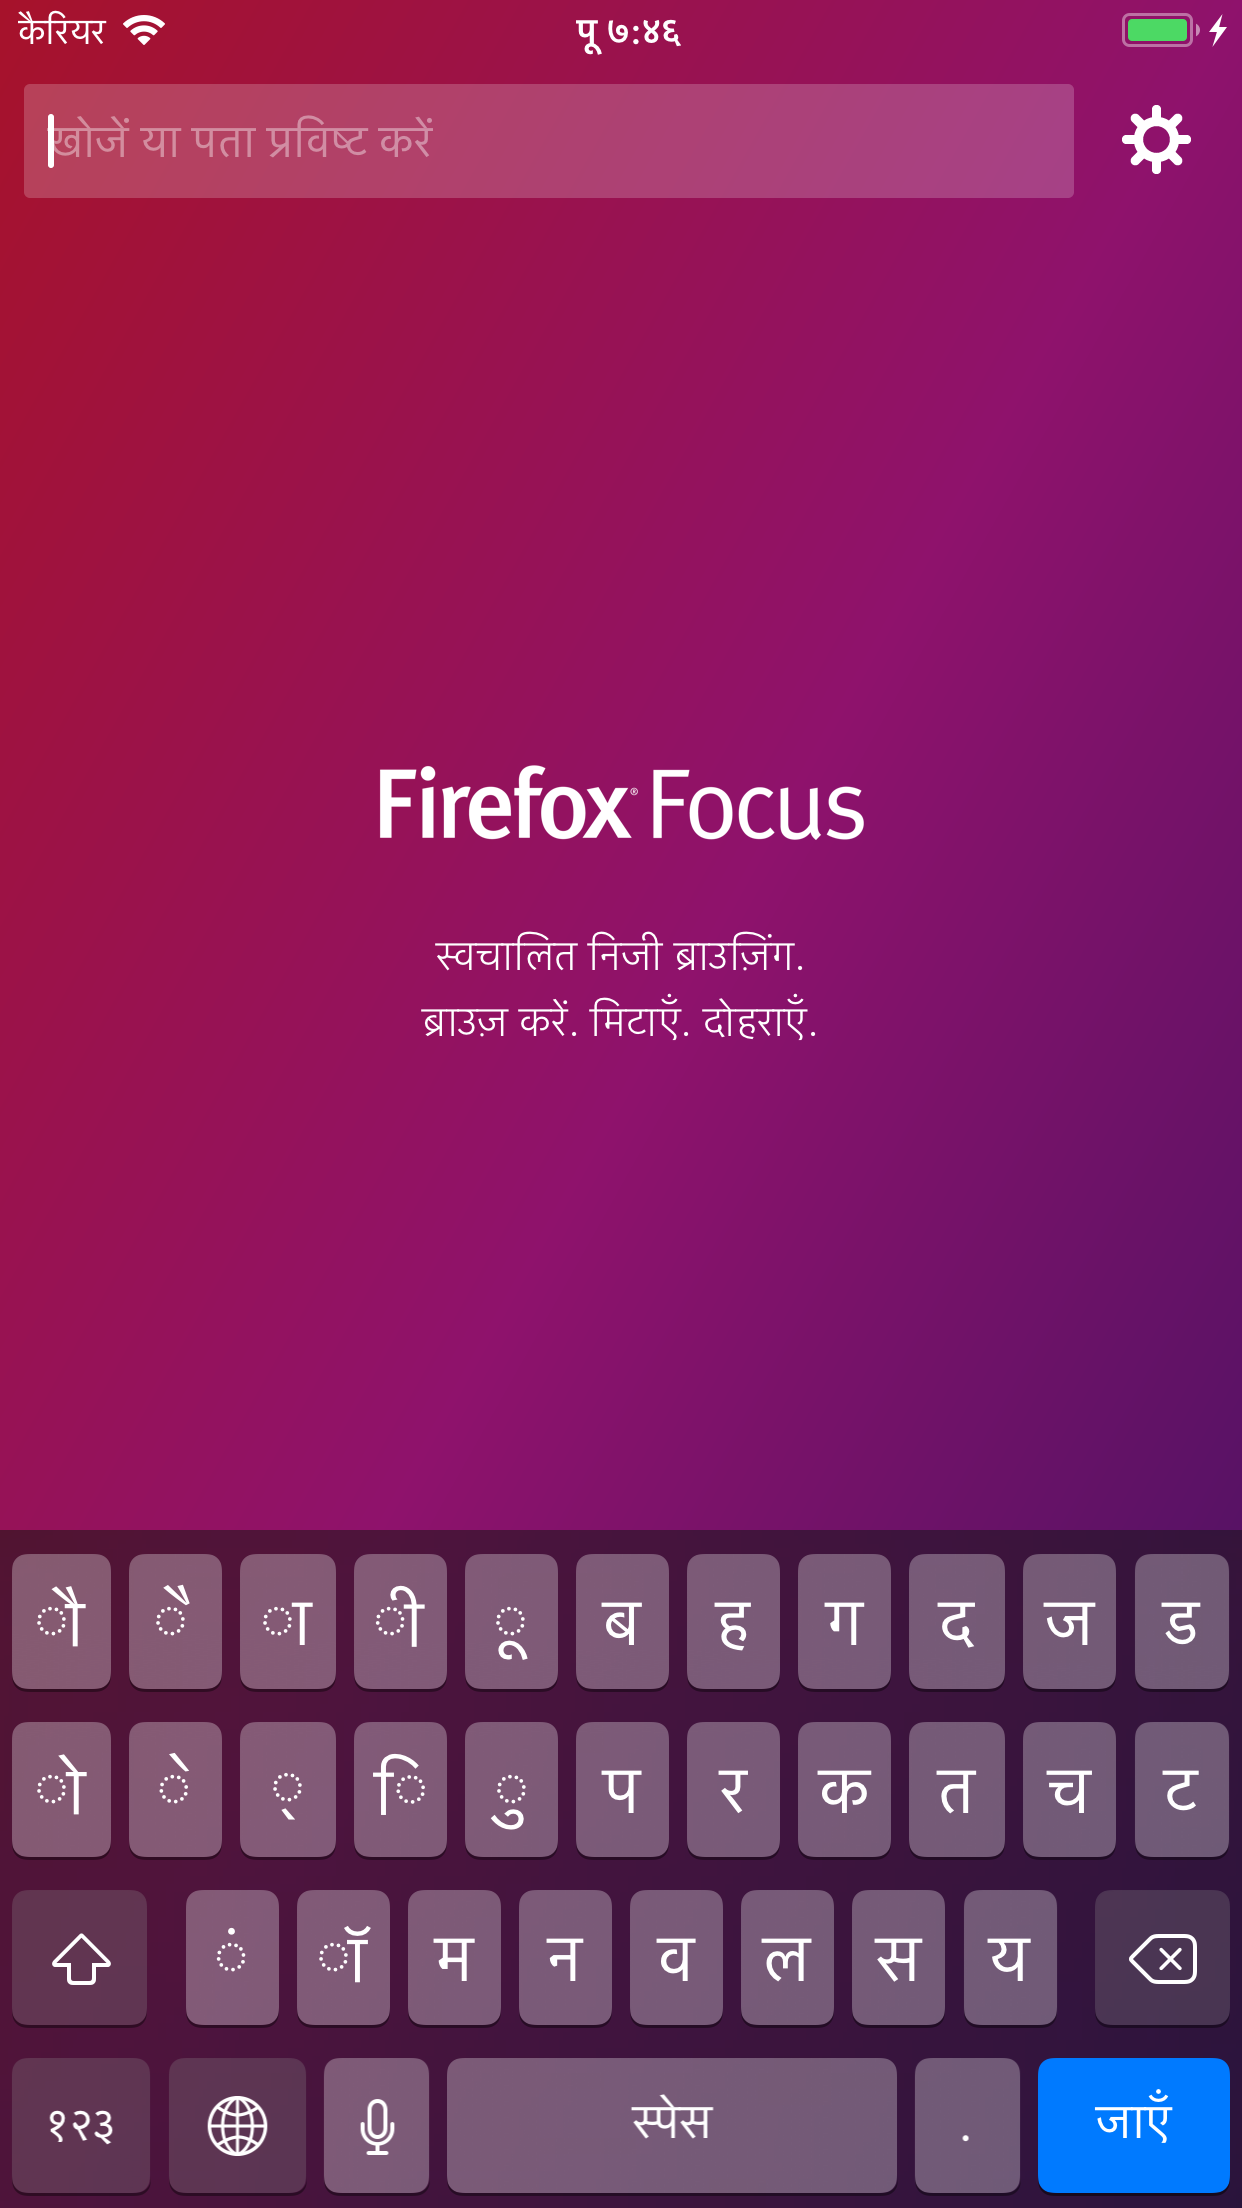 कैरियर पू ७:४६
खोजें या पता प्रविष्ट करें
Firefox® Focus
स्वचालित निजी ब्राउज़िंग.
ब्राउज़ करें. मिटाएँ. दोहराएँ.
ौ ै ा ी ू ब ह ग द ज ड
ो े ् ि ु प र क त च ट
ं ॉ म न व ल स य
१२३ स्पेस . जाएँ